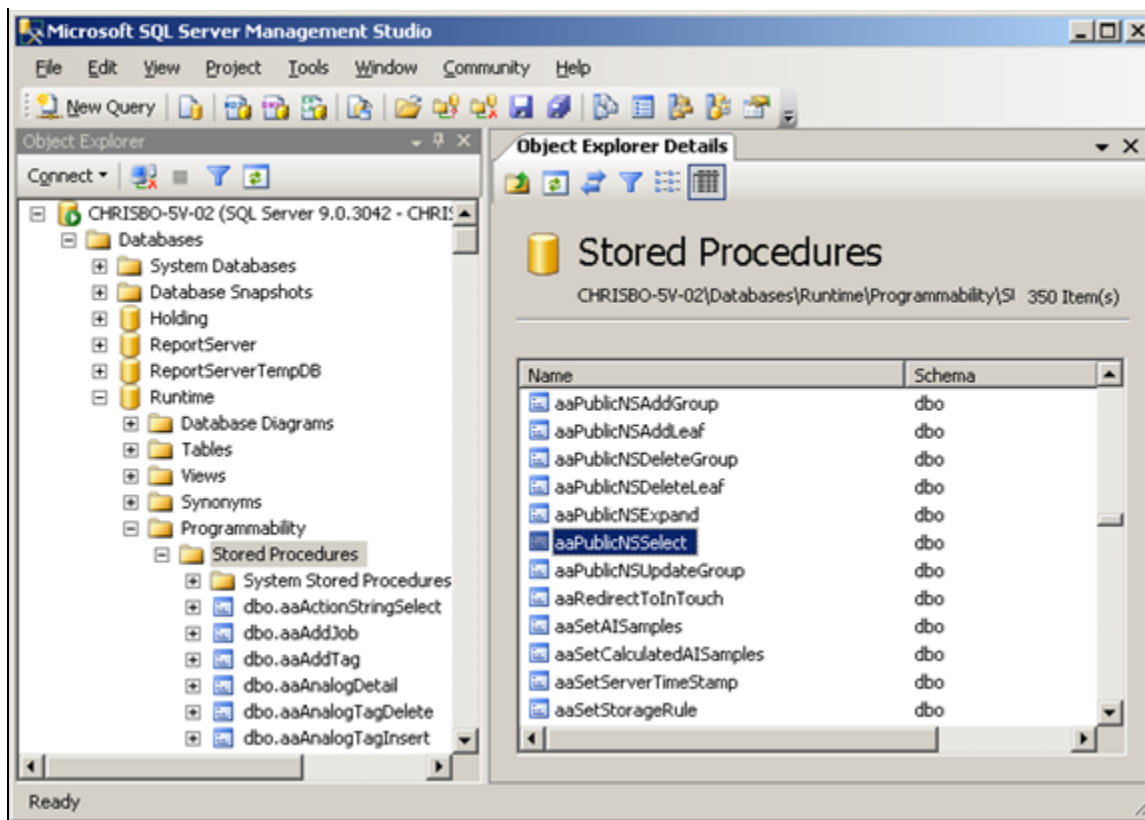 Microsoft SQL Server Management Studio
File Edit View Project Tools Window Community Help
New Query
Object Explorer
Connect
CHRISBO-5V-02 (SQL Server 9.0.3042 - CHRIS
Databases
System Databases
Database Snapshots
Holding
ReportServer
ReportServerTempDB
Runtime
Database Diagrams
Tables
Views
Synonyms
Programmability
Stored Procedures
System Stored Procedures
dbo.aaActionStringSelect
dbo.aaAddJob
dbo.aaAddTag
dbo.aaAnalogDetail
dbo.aaAnalogTagDelete
dbo.aaAnalogTagInsert
Object Explorer Details
Stored Procedures
CHRISBO-5V-02\Databases\Runtime\Programmability\S 350 Item(s)
Name Schema
aaPublicNSAddGroup dbo
aaPublicNSAddLeaf dbo
aaPublicNSDeleteGroup dbo
aaPublicNSDeleteLeaf dbo
aaPublicNSExpand dbo
aaPublicNSSelect dbo
aaPublicNSUpdateGroup dbo
aaRedirectToInTouch dbo
aaSetAISamples dbo
aaSetCalculatedAISamples dbo
aaSetServerTimeStamp dbo
aaSetStorageRule dbo
Ready